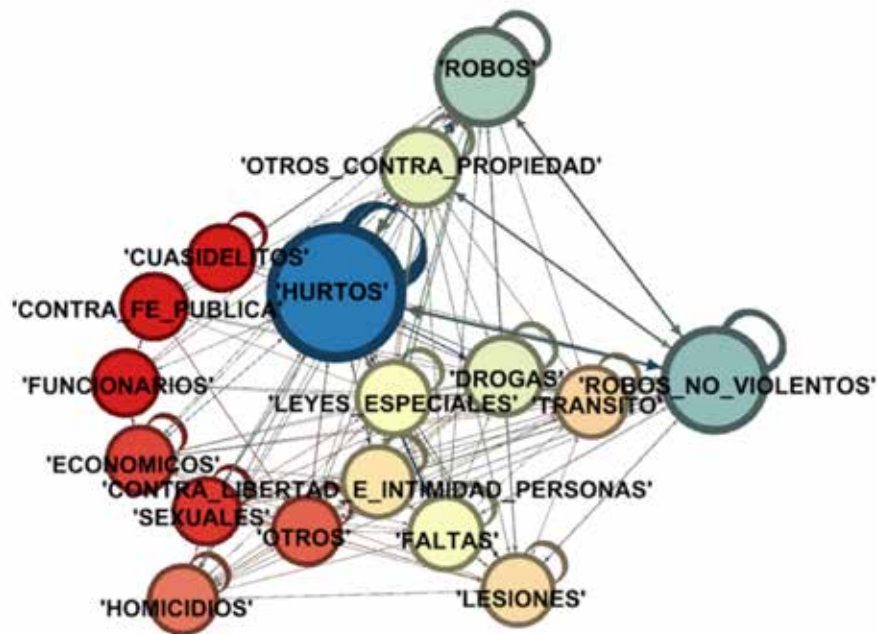 'ROBOS'
'OTROS_CONTRA_PROPIEDAD'
'CUASIDELITOS'
'HURTOS'
'CONTRA_FE_PUBLICA'
'FUNCIONARIOS'
'DROGAS'
'ROBOS_NO_VIOLENTOS'
'LEYES_ESPECIALES'
'TRANSITO'
'ECONOMICOS'
'CONTRA_LIBERTAD_E_INTIMIDAD_PERSONAS'
'SEXUALES'
'OTROS'
'FALTAS'
'HOMICIDIOS'
'LESIONES'